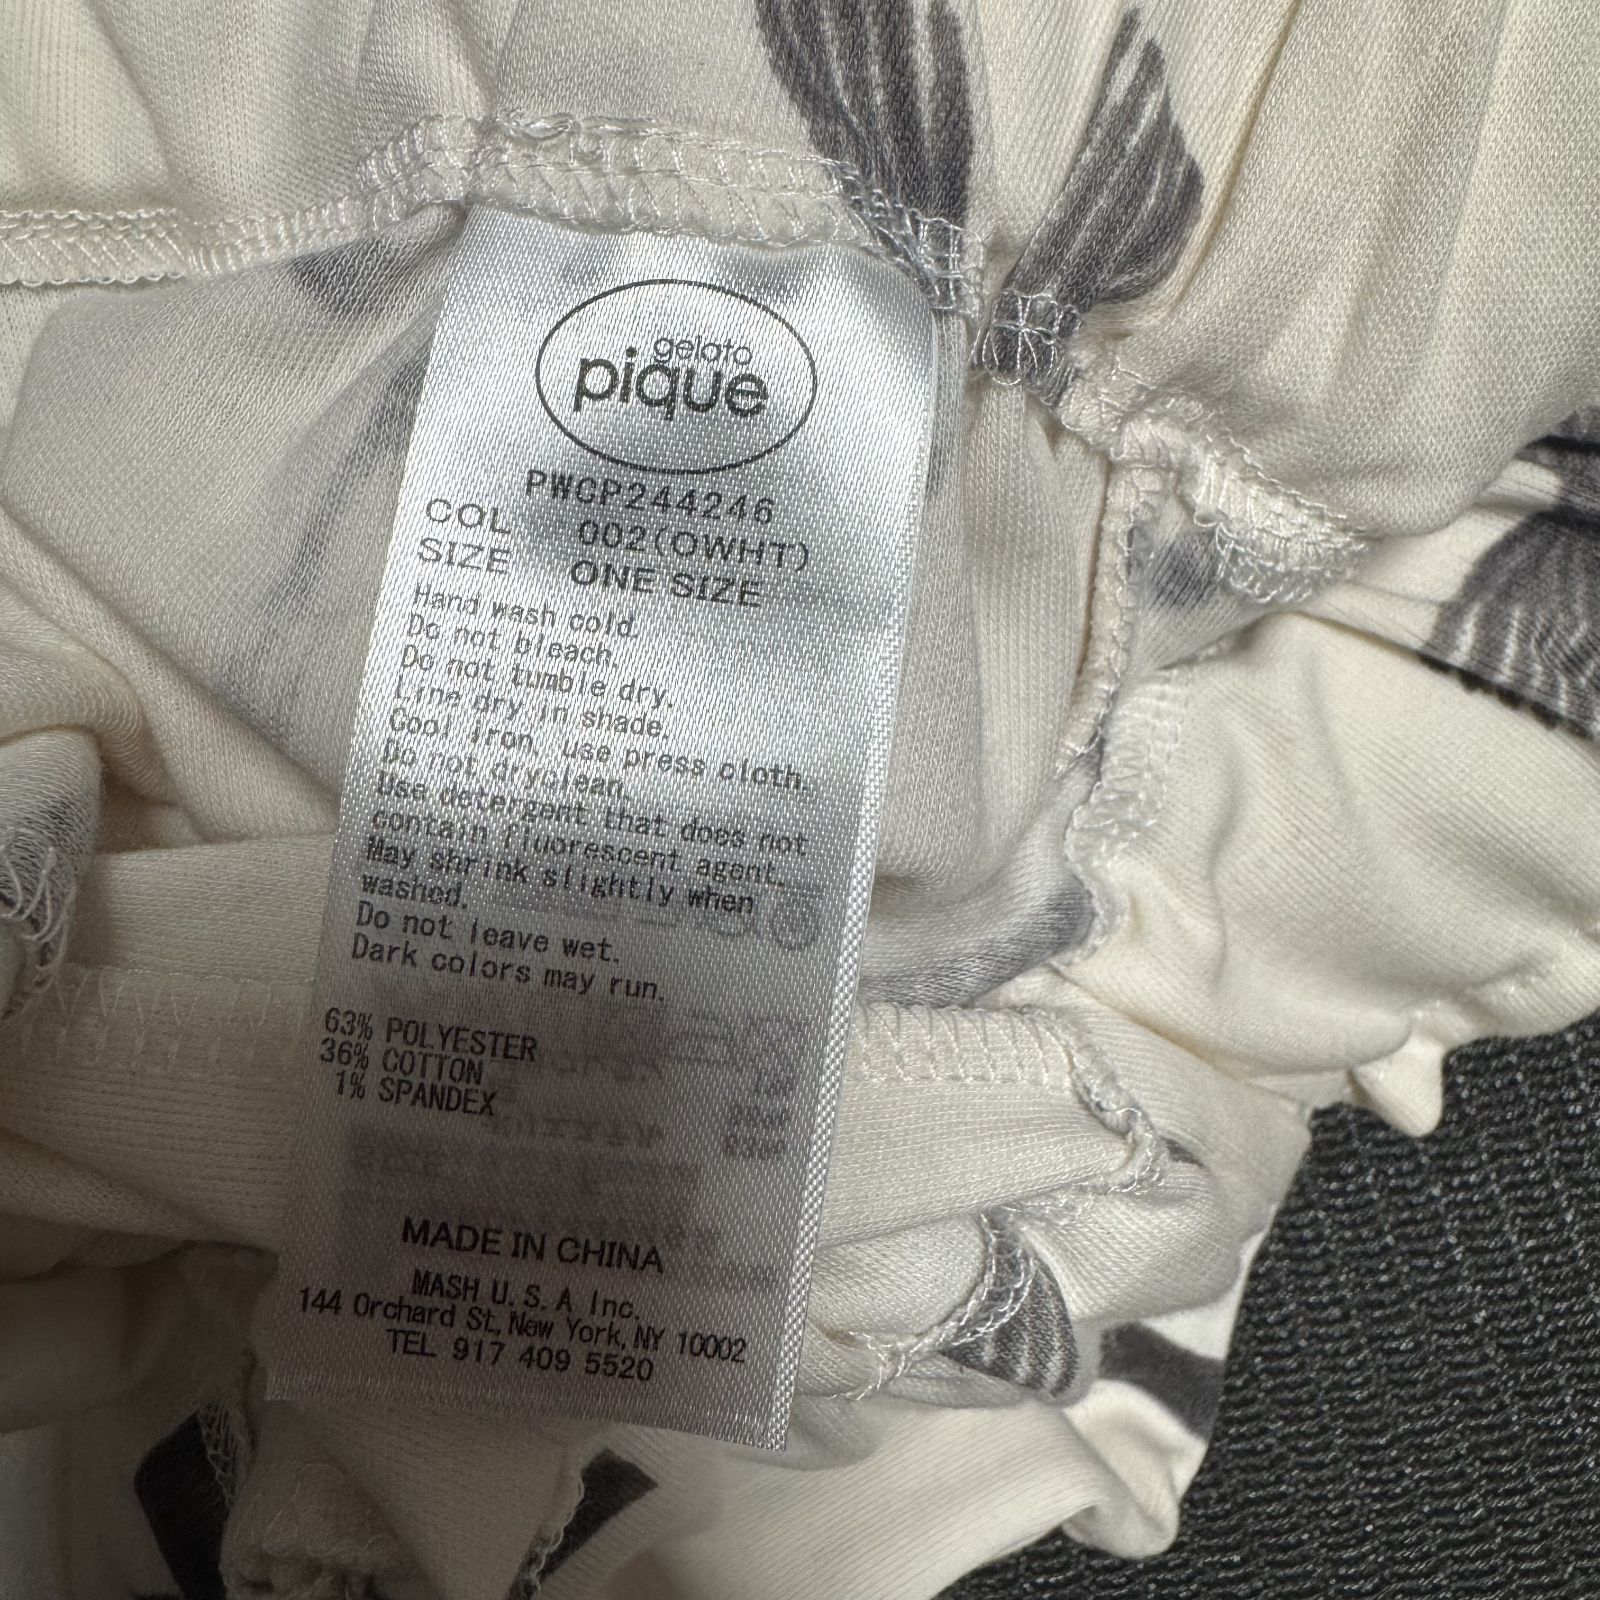 gelato
pique
PWCP244246
COL 002(OWHT)
SIZE ONE SIZE
Hand wash cold.
Do not bleach.
Do not tumble dry.
Line dry in shade.
Cool iron, use press cloth.
Do not dryclean.
Use detergent that does not
contain fluorescent agent.
May shrink slightly when
washed.
Do not leave wet.
Dark colors may run.
63% POLYESTER
36% COTTON
1% SPANDEX
MADE IN CHINA
MASH U.S.A Inc.
144 Orchard St, New York, NY 10002
TEL 917 409 5520